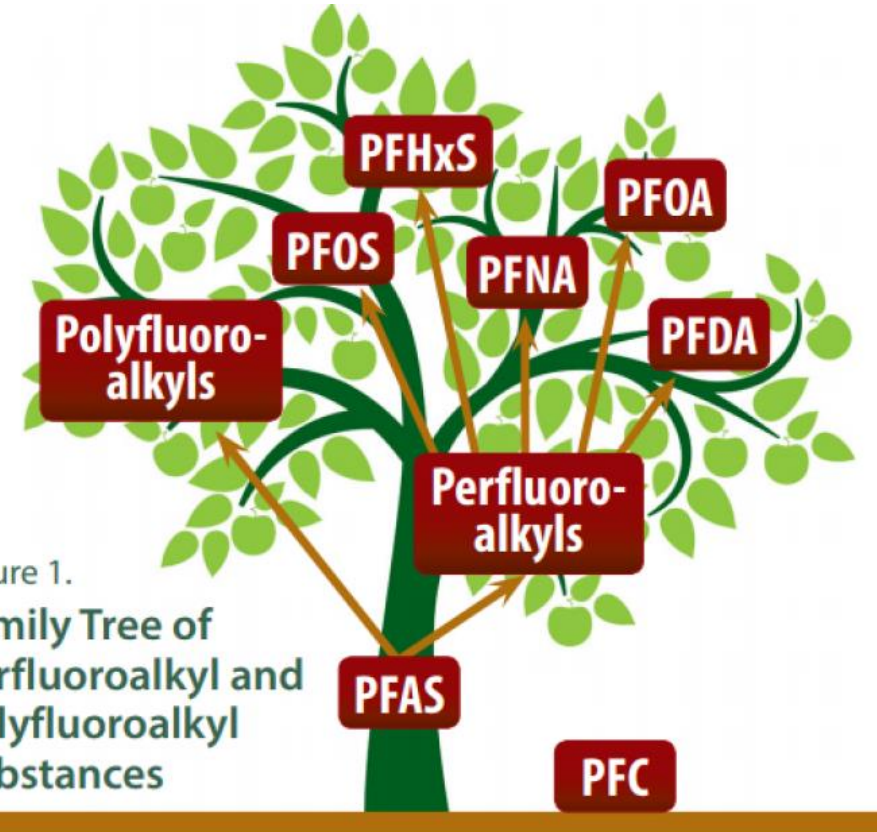 PFHxS
PFOA
PFOS
PFNA
Polyfluoro-
alkyls
PFDA
Perfluoro-
alkyls
ure 1.
mily Tree of
rfluoroalkyl and
lyfluoroalkyl
bstances
PFAS
PFC